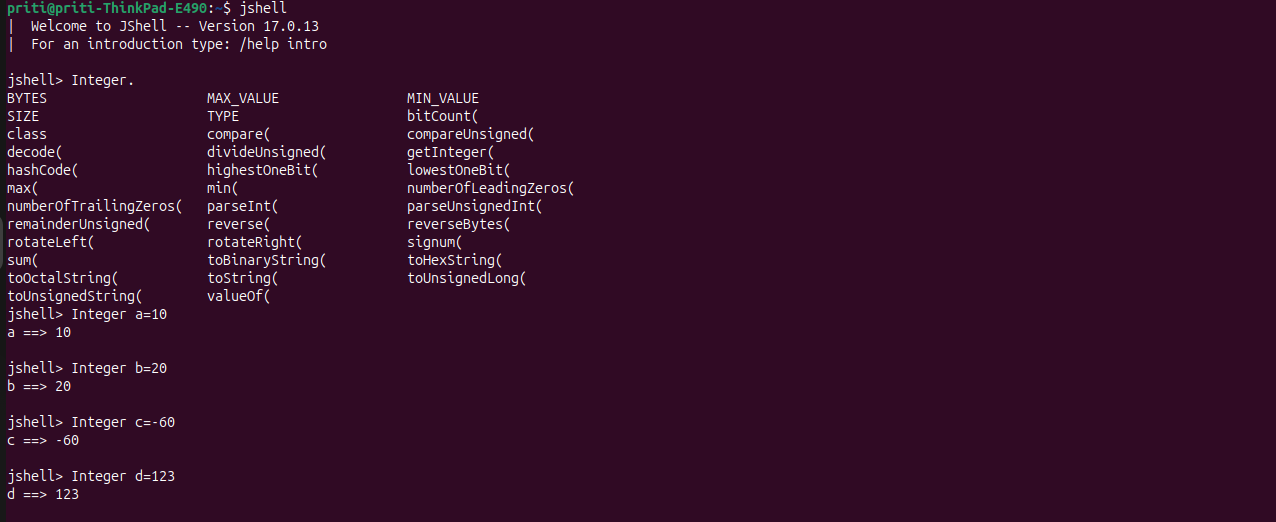 priti@priti-ThinkPad-E490:~$ jshell
|  Welcome to JShell -- Version 17.0.13
|  For an introduction type: /help intro
jshell> Integer.
BYTES                    MAX_VALUE                MIN_VALUE
SIZE                     TYPE                     bitCount(
class                    compare(                 compareUnsigned(
decode(                  divideUnsigned(          getInteger(
hashCode(                highestOneBit(           lowestOneBit(
max(                     min(                     numberOfLeadingZeros(
numberOfTrailingZeros(   parseInt(                parseUnsignedInt(
remainderUnsigned(       reverse(                 reverseBytes(
rotateLeft(              rotateRight(             signum(
sum(                     toBinaryString(          toHexString(
toOctalString(           toString(                toUnsignedLong(
toUnsignedString(        valueOf(
jshell> Integer a=10
a ==> 10
jshell> Integer b=20
b ==> 20
jshell> Integer c=-60
c ==> -60
jshell> Integer d=123
d ==> 123